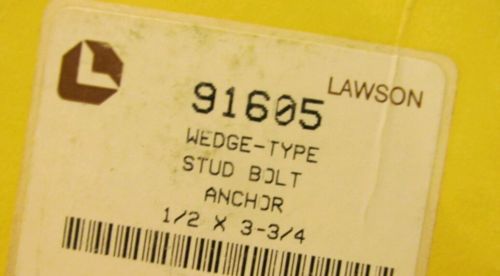 LAWSON
91605
WEDGE-TYPE
STUD BOLT
ANCHOR
1/2 X 3-3/4